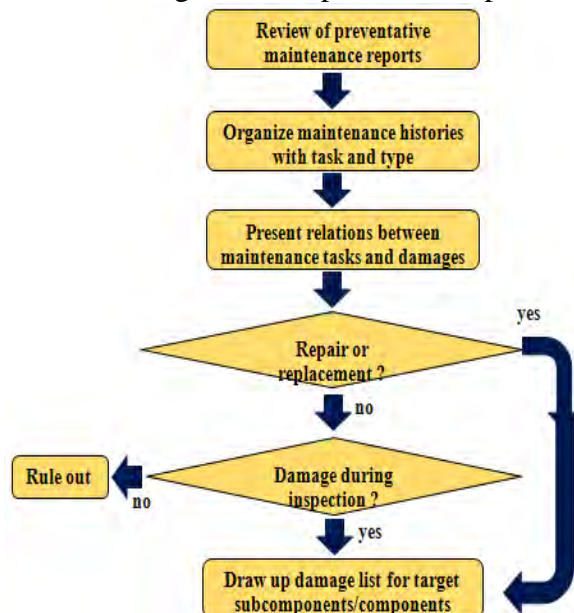 Review of preventative
maintenance reports
Organize maintenance histories
with task and type
Present relations between
maintenance tasks and damages
yes
Repair or
replacement ?
no
Rule out
no
Damage during
inspection ?
yes
Draw up damage list for target
subcomponents/components